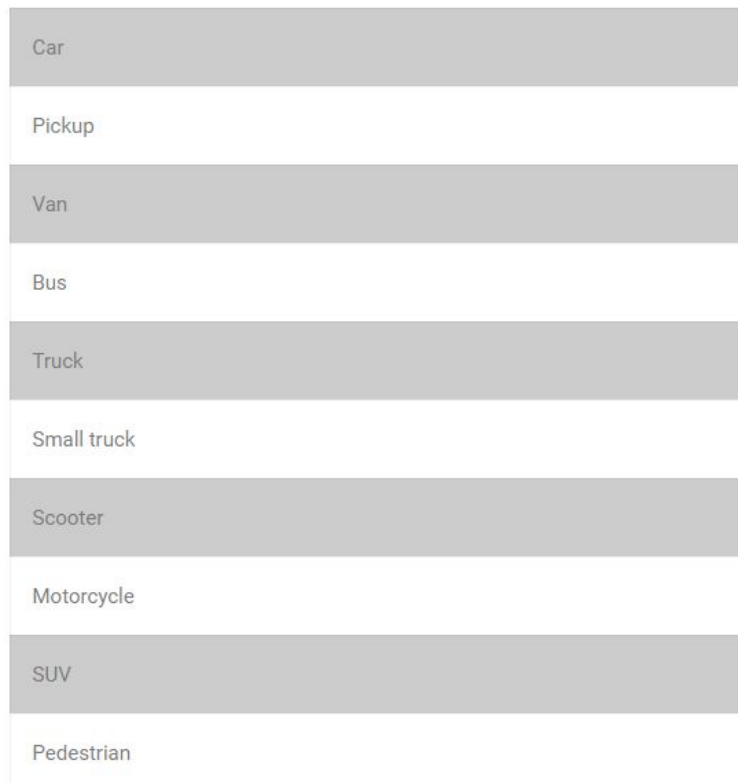 Car
Pickup
Van
Bus
Truck
Small truck
Scooter
Motorcycle
SUV
Pedestrian